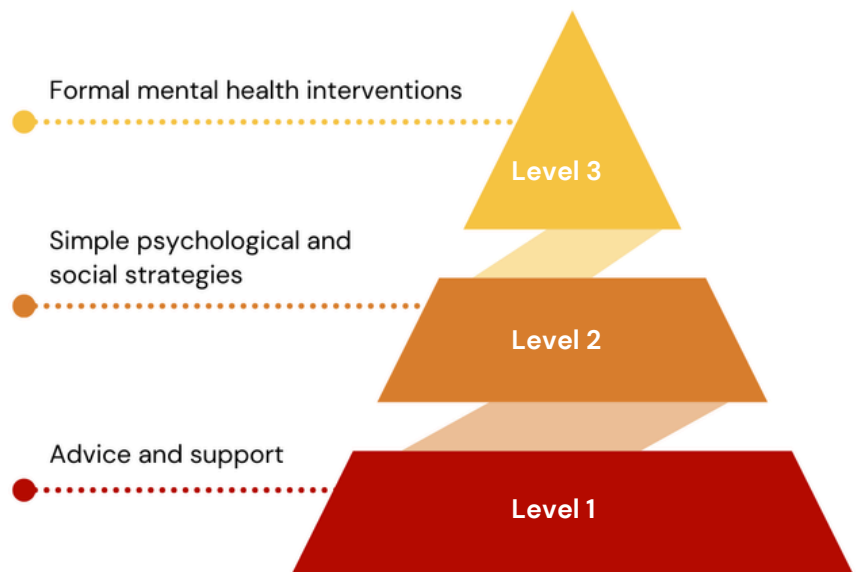 Formal mental health interventions
Level 3
Simple psychological and
social strategies
Level 2
Advice and support
Level 1